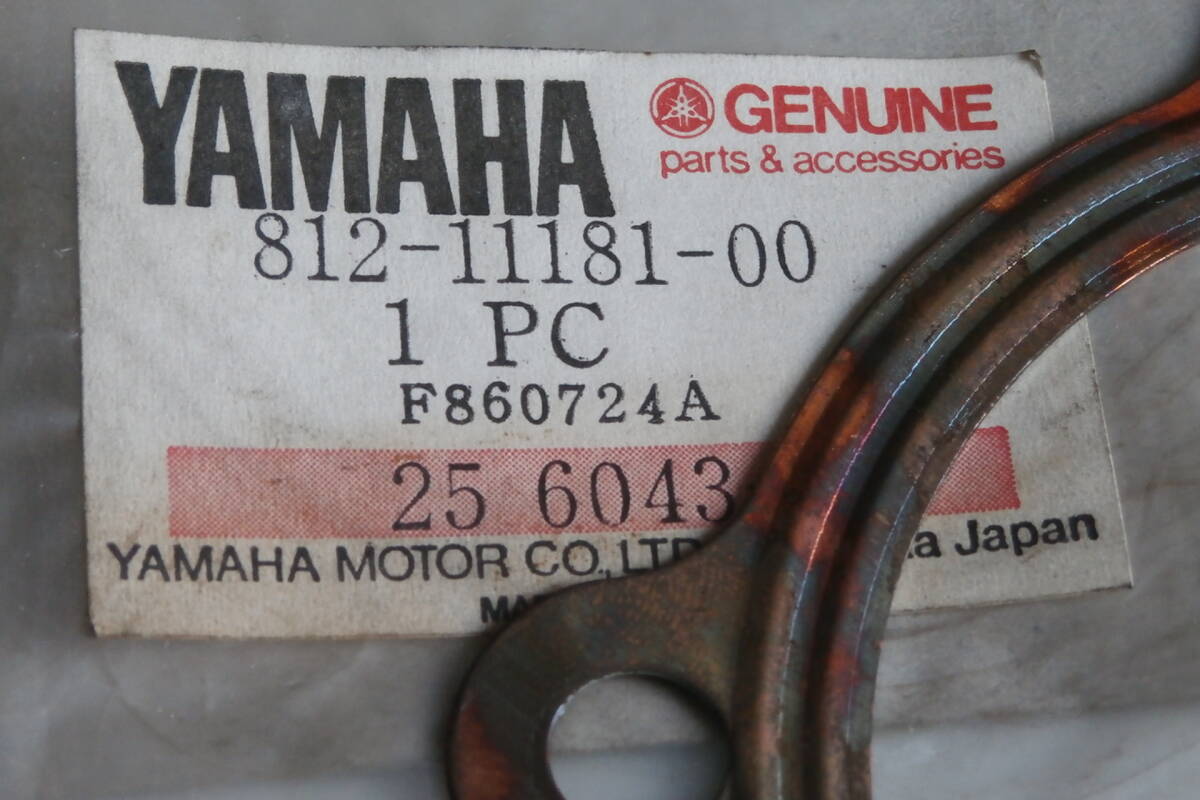 YAMAHA
GENUINE
parts & accessories
812-11181-00
1 PC
F860724A
25 6043
YAMAHA MOTOR CO., LTD Japan